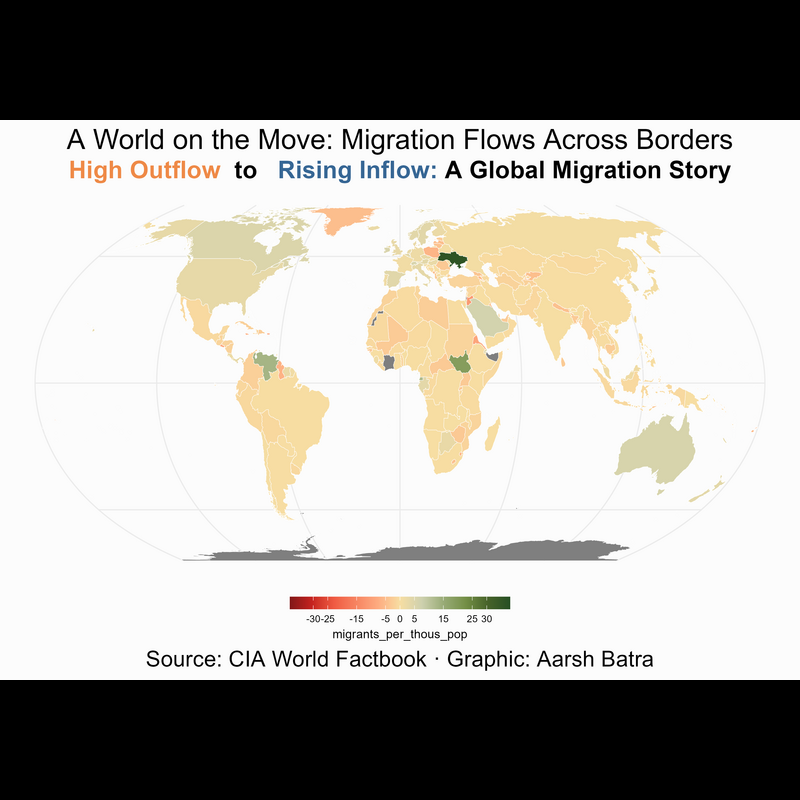 A World on the Move: Migration Flows Across Borders
High Outflow to Rising Inflow: A Global Migration Story
-30 -25 -15 -5 0 5 15 25 30
migrants_per_thous_pop
Source: CIA World Factbook · Graphic: Aarsh Batra